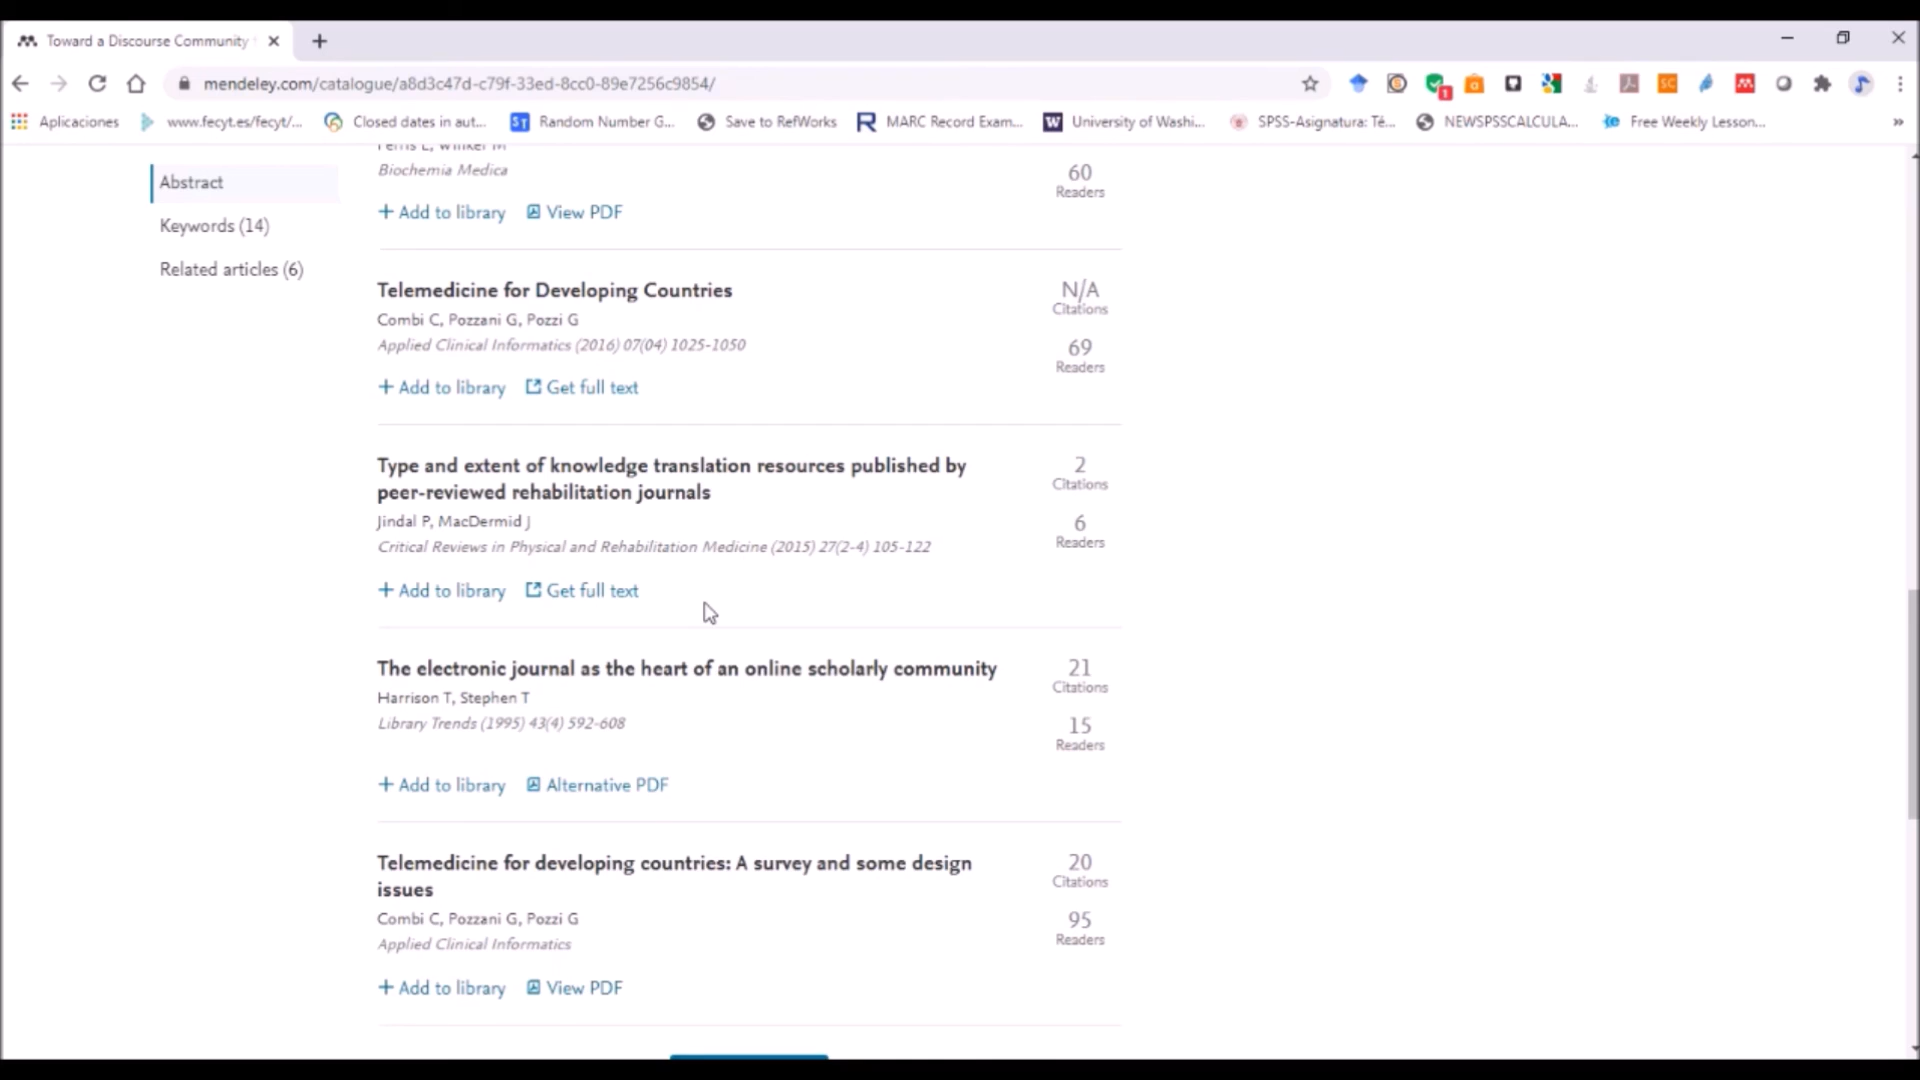 Toward a Discourse Community
mendeley.com/catalogue/a8d3c47d-c79f-33ed-8cc0-89e7256c9854/
1
SC
Aplicaciones
www.fecyt.es/fecyt/...
Closed dates in aut...
ST Random Number G...
Save to RefWorks
R MARC Record Exam...
W University of Washi...
SPSS-Asignatura: Té...
NEWSPSSCALCULA...
Free Weekly Lesson...
»
Abstract
Keywords (14)
Related articles (6)
Ferris L, Winker M
Biochemia Medica
60
Readers
+ Add to library View PDF
Telemedicine for Developing Countries
Combi C, Pozzani G, Pozzi G
Applied Clinical Informatics (2016) 07(04) 1025-1050
N/A
Citations
69
Readers
+ Add to library Get full text
Type and extent of knowledge translation resources published by
peer-reviewed rehabilitation journals
Jindal P, MacDermid J
Critical Reviews in Physical and Rehabilitation Medicine (2015) 27(2-4) 105-122
2
Citations
6
Readers
+ Add to library Get full text
The electronic journal as the heart of an online scholarly community
Harrison T, Stephen T
Library Trends (1995) 43(4) 592-608
21
Citations
15
Readers
+ Add to library Alternative PDF
Telemedicine for developing countries: A survey and some design
issues
Combi C, Pozzani G, Pozzi G
Applied Clinical Informatics
20
Citations
95
Readers
+ Add to library View PDF